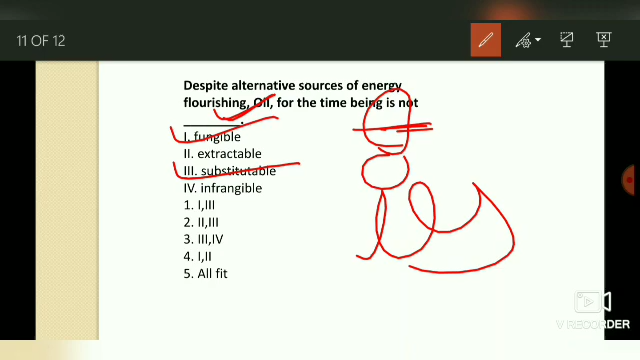 11 OF 12
Despite alternative sources of energy
flourishing, Oil, for the time being is not
__________.
I. fungible
II. extractable
III. substitutable
IV. infrangible
1. I,III
2. II,III
3. III,IV
4. I,II
5. All fit
V RECORDER